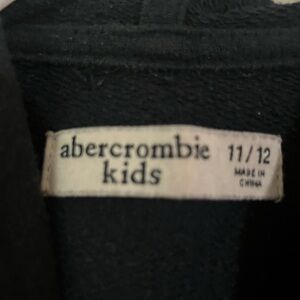 abercrombie
kids
11/12
MADE IN
CHINA